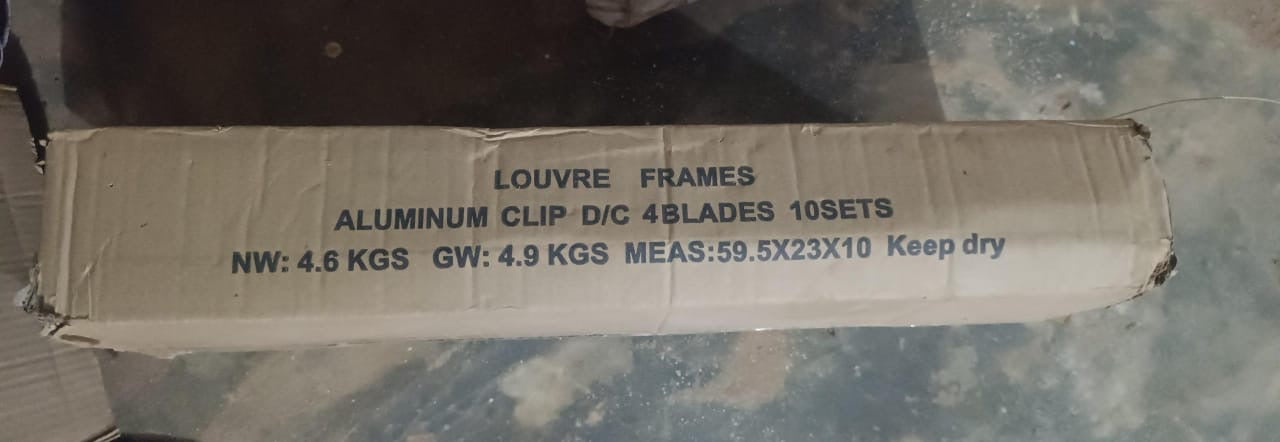 LOUVRE FRAMES
ALUMINUM CLIP D/C 4BLADES 10SETS
NW: 4.6 KGS GW: 4.9 KGS MEAS:59.5X23X10 Keep dry